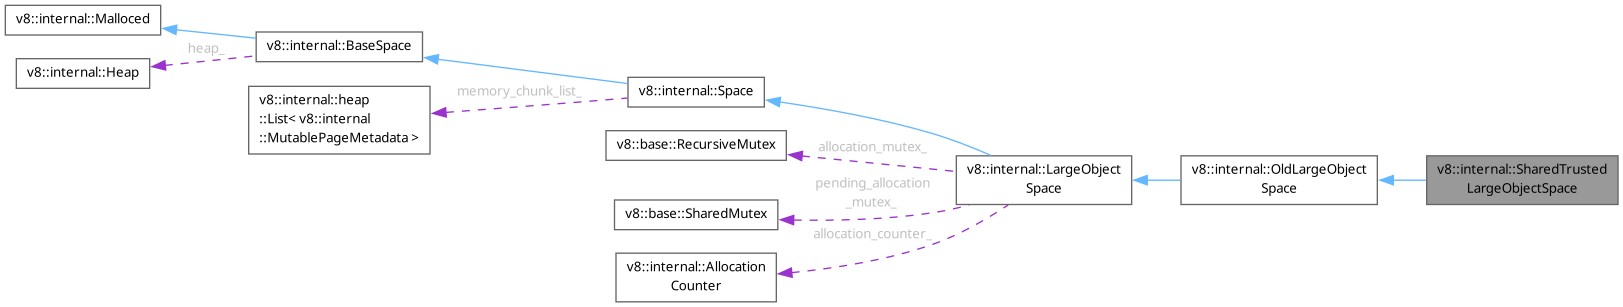 v8::internal::Malloced
heap_
v8::internal::Heap
v8::internal::BaseSpace
v8::internal::heap
::List< v8::internal
::MutablePageMetadata >
memory_chunk_list_
v8::internal::Space
v8::base::RecursiveMutex
v8::base::SharedMutex
v8::internal::Allocation
Counter
allocation_mutex_
pending_allocation
_mutex_
allocation_counter_
v8::internal::LargeObject
Space
v8::internal::OldLargeObject
Space
v8::internal::SharedTrusted
LargeObjectSpace